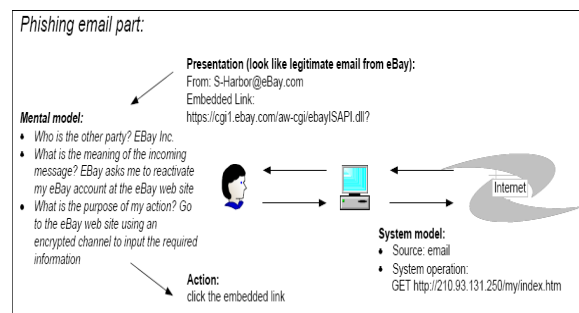 Phishing email part:
Presentation (look like legitimate email from eBay):
From: S-Harbor@eBay.com
Embedded Link:
https://cgi1.ebay.com/aw-cgi/ebayISAPI.dll?
Mental model:
• Who is the other party? EBay Inc.
• What is the meaning of the incoming
message? EBay asks me to reactivate
my eBay account at the eBay web site
• What is the purpose of my action? Go
to the eBay web site using an
encrypted channel to input the required
information
Internet
System model:
• Source: email
• System operation:
GET http://210.93.131.250/my/index.htm
Action:
click the embedded link